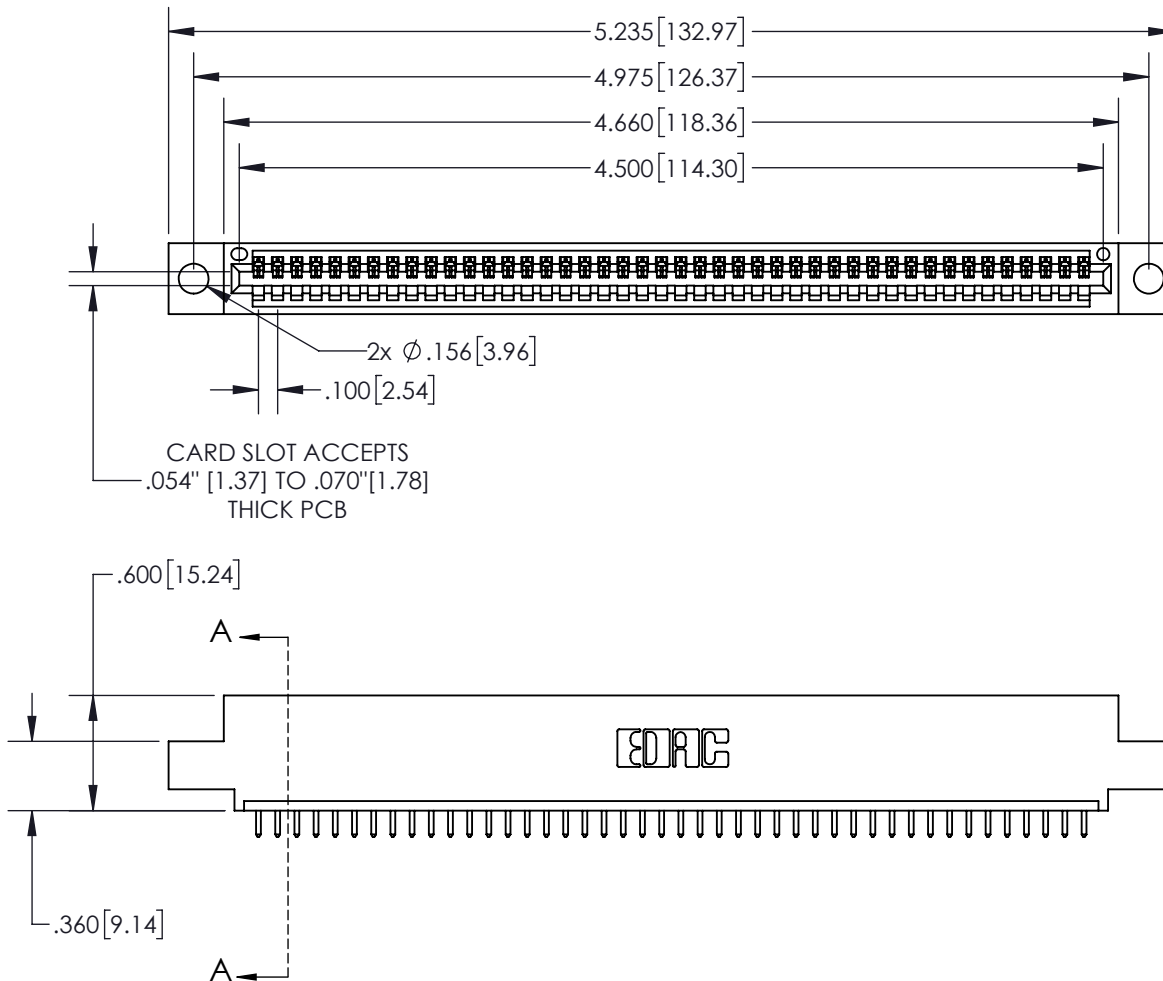 5.235[132.97]
4.975[126.37]
4.660[118.36]
4.500[114.30]
2x ∅.156[3.96]
.100[2.54]
CARD SLOT ACCEPTS
.054" [1.37] TO .070"[1.78]
THICK PCB
.600[15.24]
A
EDAC
.360[9.14]
A